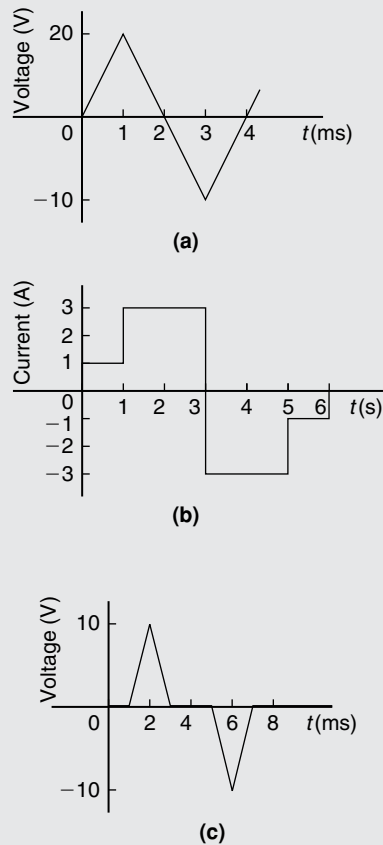 Voltage (V)
20
0
1 2 3 4 t(ms)
−10
(a)
Current (A)
3
2
1
0
1 2 3 4 5 6 t(s)
−1
−2
−3
(b)
Voltage (V)
10
0
2 4 6 8 t(ms)
−10
(c)